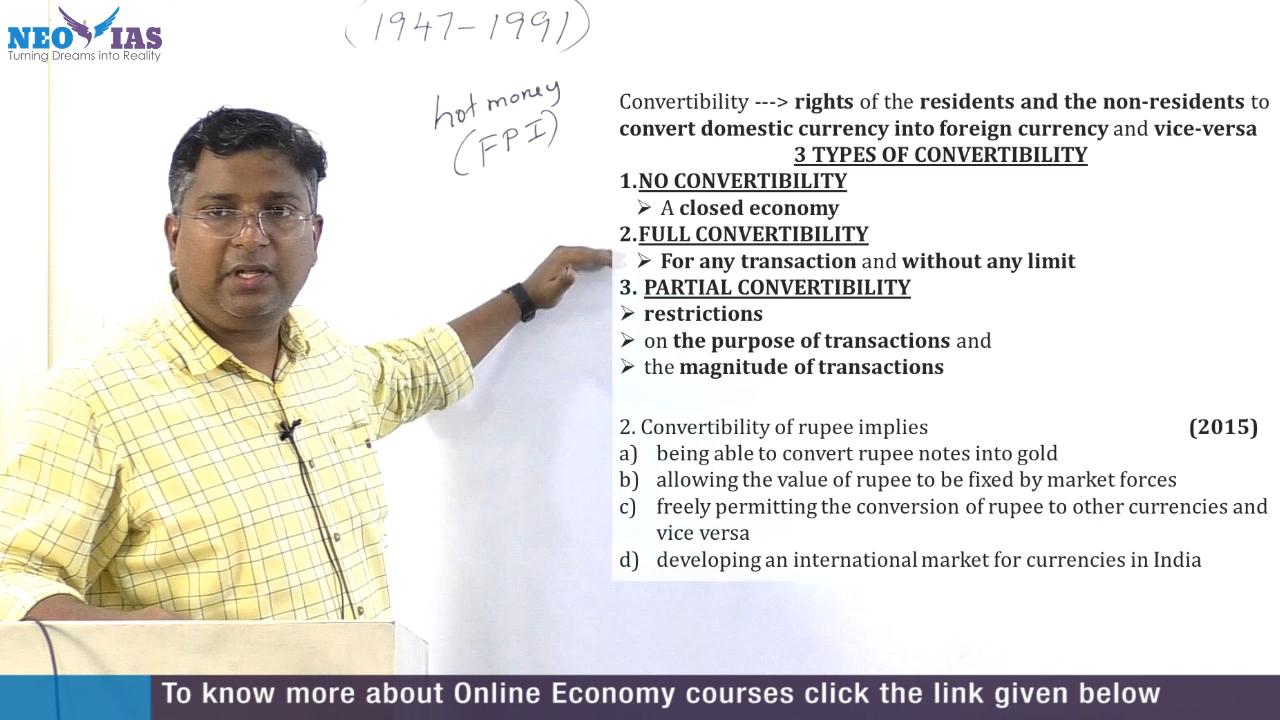 NEO IAS
Turning Dreams into Reality
(1947-1991)
hot money
(FPI)
Convertibility ---> rights of the residents and the non-residents to
convert domestic currency into foreign currency and vice-versa
3 TYPES OF CONVERTIBILITY
1.NO CONVERTIBILITY
➢ A closed economy
2.FULL CONVERTIBILITY
➢ For any transaction and without any limit
3. PARTIAL CONVERTIBILITY
➢ restrictions
➢ on the purpose of transactions and
➢ the magnitude of transactions
2. Convertibility of rupee implies (2015)
a) being able to convert rupee notes into gold
b) allowing the value of rupee to be fixed by market forces
c) freely permitting the conversion of rupee to other currencies and
vice versa
d) developing an international market for currencies in India
To know more about Online Economy courses click the link given below